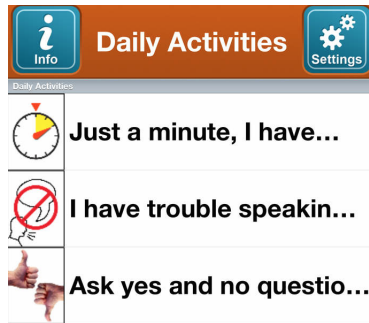 Info
Daily Activities
Settings
Daily Activities
Just a minute, I have...
I have trouble speakin...
Ask yes and no questio...